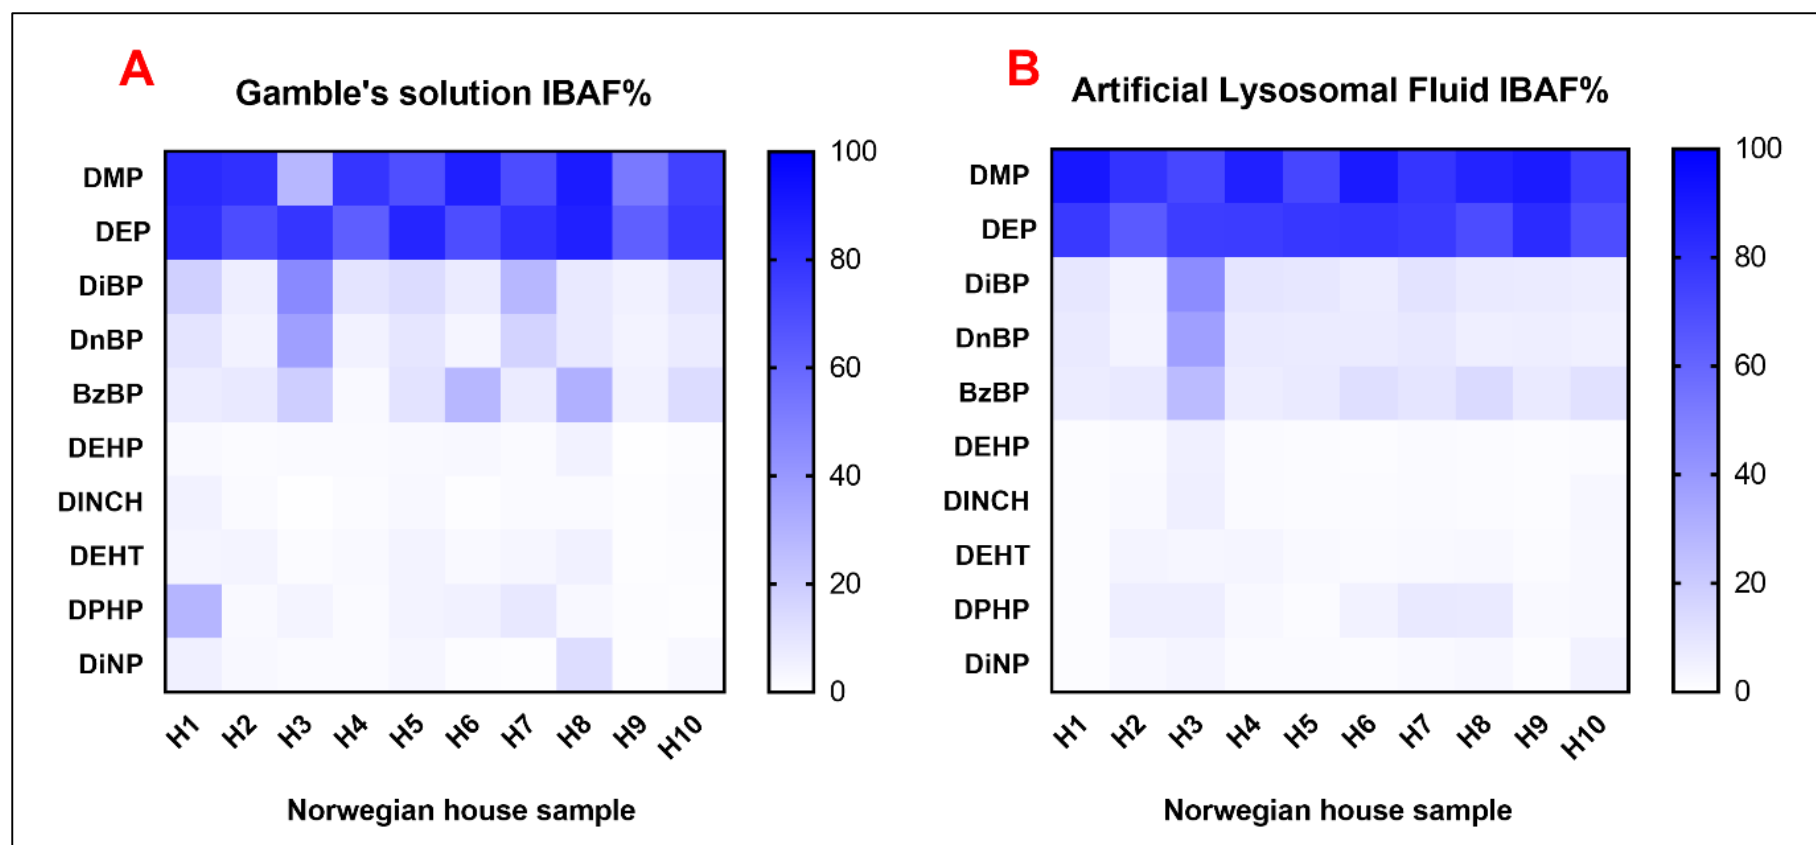 A
Gamble's solution IBAF%
DMP
DEP
DiBP
DnBP
BzBP
DEHP
DINCH
DEHT
DPHP
DiNP
H1 H2 H3 H4 H5 H6 H7 H8 H9 H10
Norwegian house sample
100
80
60
40
20
0
B
Artificial Lysosomal Fluid IBAF%
DMP
DEP
DiBP
DnBP
BzBP
DEHP
DINCH
DEHT
DPHP
DiNP
H1 H2 H3 H4 H5 H6 H7 H8 H9 H10
Norwegian house sample
100
80
60
40
20
0